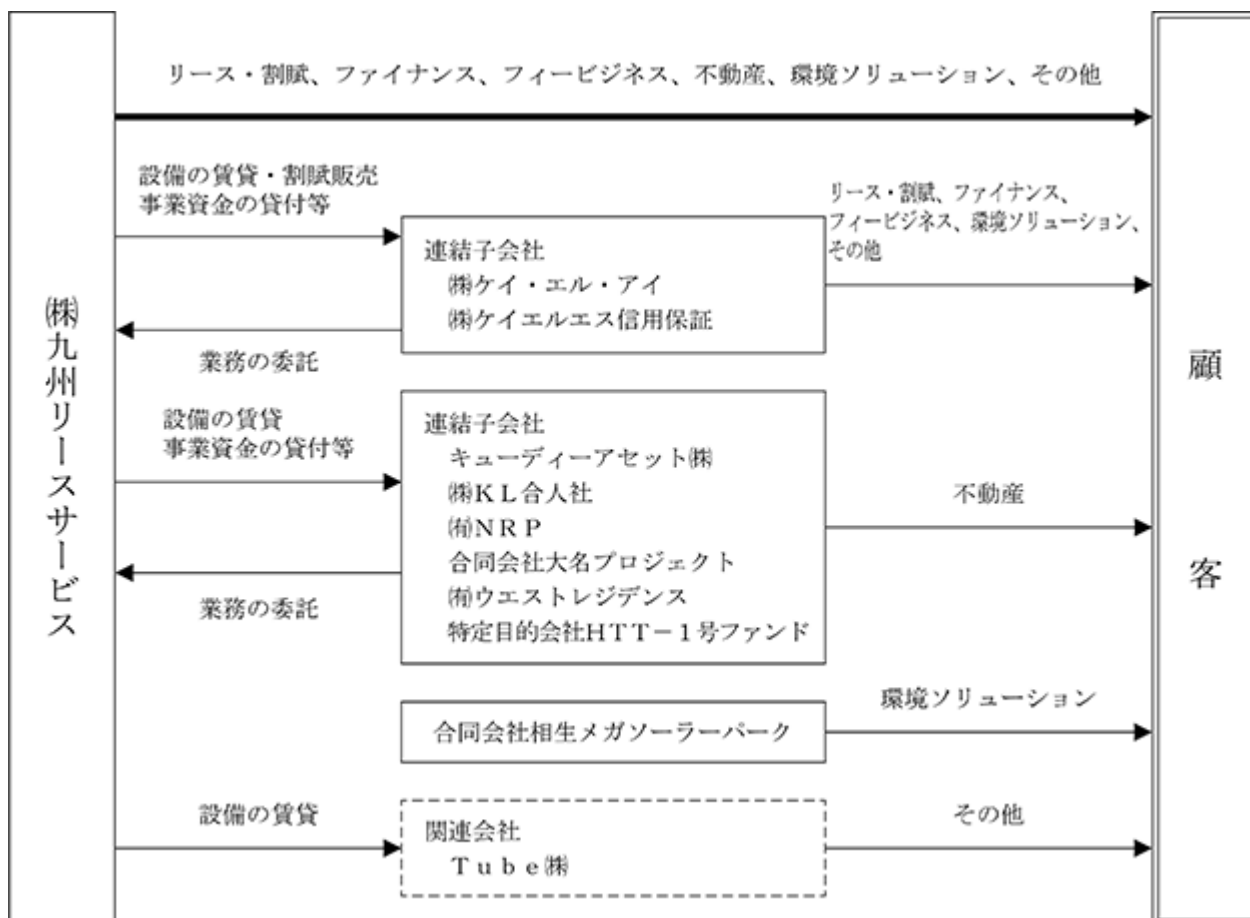 リース・割賦、ファイナンス、フィービジネス、不動産、環境ソリューション、その他
設備の賃貸・割賦販売
事業資金の貸付等
リース・割賦、ファイナンス、
フィービジネス、環境ソリューション、
その他
連結子会社
㈱ケイ・エル・アイ
㈱ケイエルエス信用保証
業務の委託
㈱九州リースサービス
顧客
設備の賃貸
事業資金の貸付等
連結子会社
キューディーアセット㈱
㈱ＫＬ合人社
㈲ＮＲＰ
合同会社大名プロジェクト
㈲ウエストレジデンス
特定目的会社ＨＴＴ－１号ファンド
不動産
業務の委託
合同会社相生メガソーラーパーク
環境ソリューション
設備の賃貸
関連会社
Ｔｕｂｅ㈱
その他